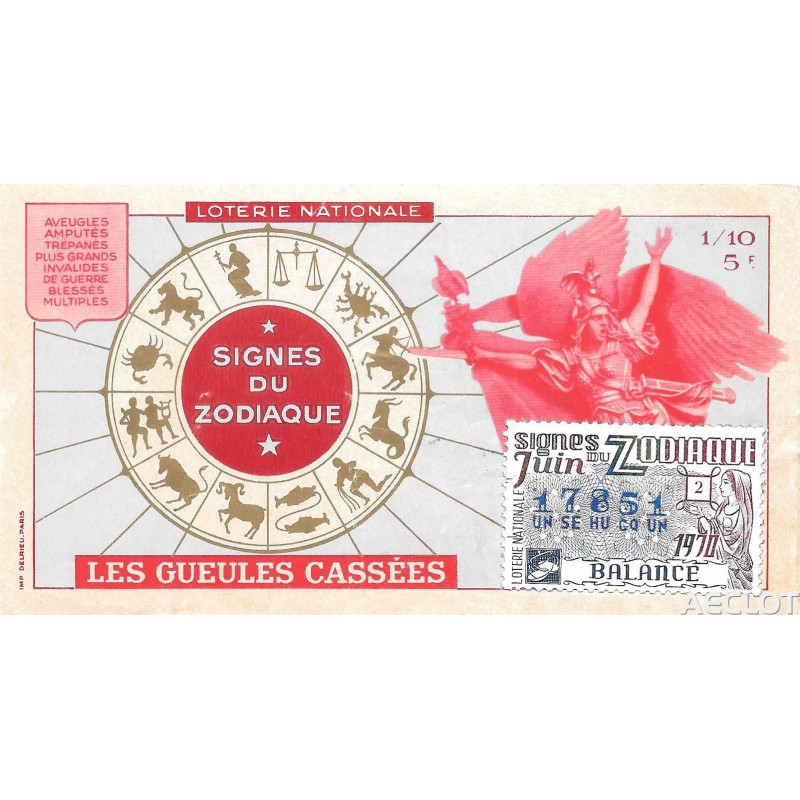 LOTERIE NATIONALE
AVEUGLES
AMPUTÉS
TRÉPANÉS
PLUS GRANDS
INVALIDES
DE GUERRE
BLESSÉS
MULTIPLES
1/10
5 F.
SIGNES
DU
ZODIAQUE
Signes DU ZODIAQUE
Juin
2
17851
UN SE HU CQ UN
1970
LOTERIE NATIONALE
BALANCE
LES GUEULES CASSÉES
IMP. DELRIEU. PARIS
AECLOT